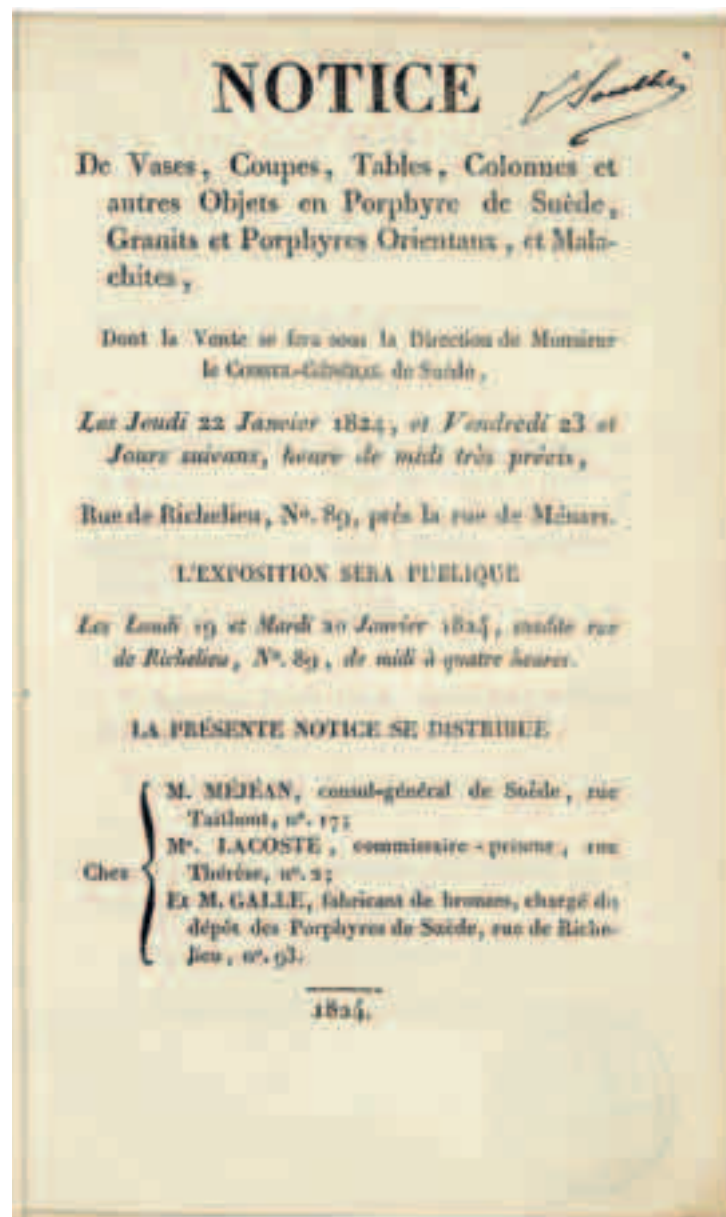 NOTICE
De Vases, Coupes, Tables, Colonnes et
autres Objets en Porphyre de Suède,
Granits et Porphyres Orientaux, et Mala-
chites,
Dont la Vente se fera sous la Direction de Monsieur
le CONSUL-GÉNÉRAL de Suède,
Les Jeudi 22 Janvier 1824, et Vendredi 23 et
Jours suivans, heure de midi très précis,
Rue de Richelieu, N°. 89, près la rue de Ménars.
L'EXPOSITION SERA PUBLIQUE
Les Lundi 19 et Mardi 20 Janvier 1824, susdite rue
de Richelieu, N°. 89, de midi à quatre heures.
LA PRÉSENTE NOTICE SE DISTRIBUE
M. MÉJEAN, consul-général de Suède, rue
Taitbout, n°. 17;
Me. LACOSTE, commissaire-priseur, rue
Chez
Thérèse, n°. 2;
Et M. GALLE, fabricant de bronzes, chargé du
dépôt des Porphyres de Suède, rue de Riche-
lieu, n°. 93.
1824.